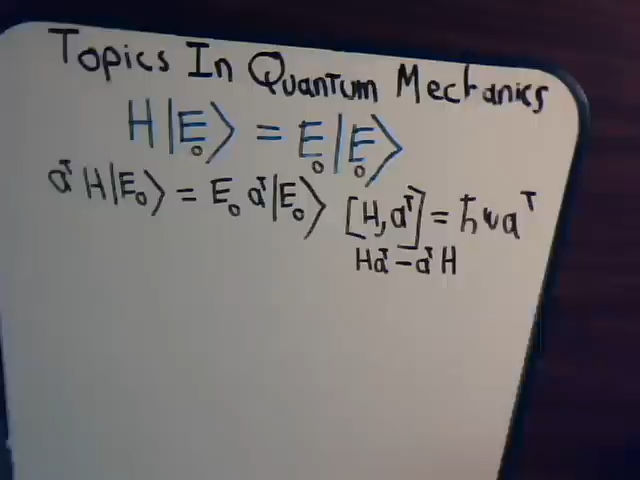 Topics In Quantum Mechanics
H|E₀⟩ = E₀|E₀⟩
a†H|E₀⟩ = E₀a†|E₀⟩ [H,a†] = ħωa†
Ha† − a†H